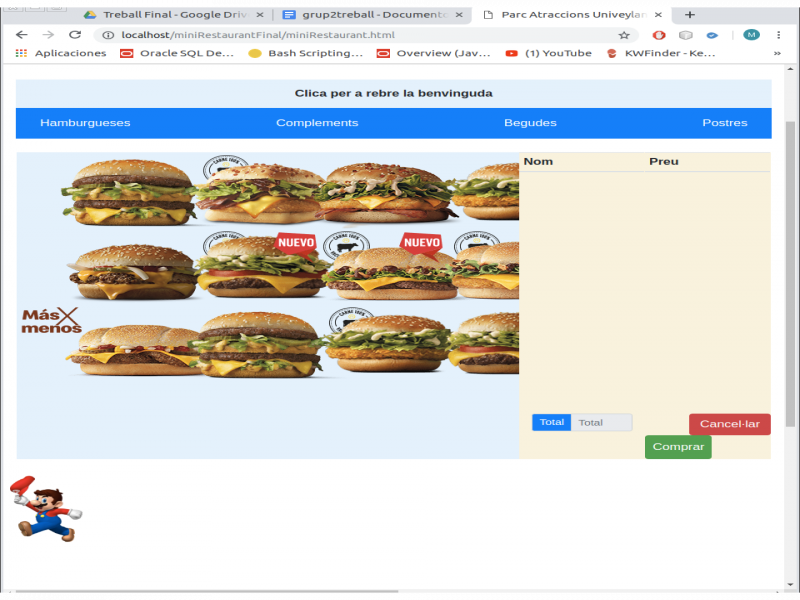 Treball Final - Google Driv
grup2treball - Documento
Parc Atraccions Univeylan
localhost/miniRestaurantFinal/miniRestaurant.html
M
Aplicaciones
Oracle SQL De...
Bash Scripting...
Overview (Jav...
(1) YouTube
KWFinder - Ke...
»
Clica per a rebre la benvinguda
Hamburgueses
Complements
Begudes
Postres
Nom
Preu
NUEVO
NUEVO
Más
menos
Total
Total
Cancel·lar
Comprar